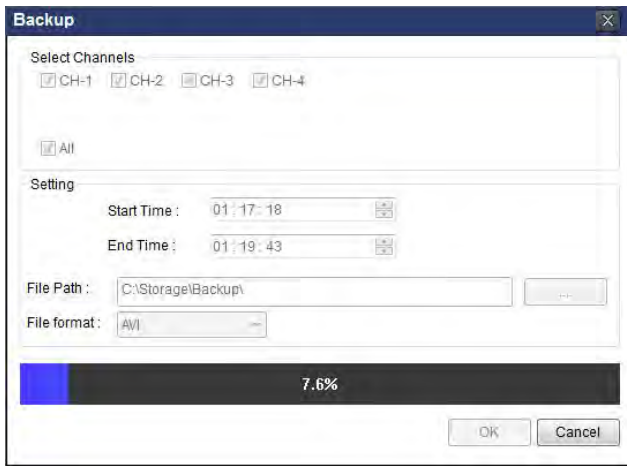 Backup
Select Channels
CH-1 CH-2 CH-3 CH-4
All
Setting
Start Time : 01 : 17 : 18
End Time : 01 : 19 : 43
File Path : C:\Storage\Backup\ ...
File format : AVI
7.6%
OK Cancel